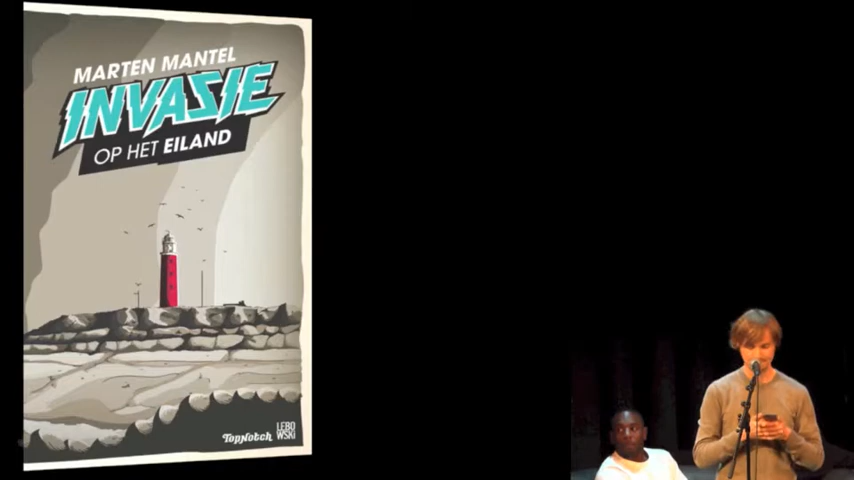 MARTEN MANTEL
INVASIE
OP HET EILAND
TOPNOTCH
LEBO
WSKI